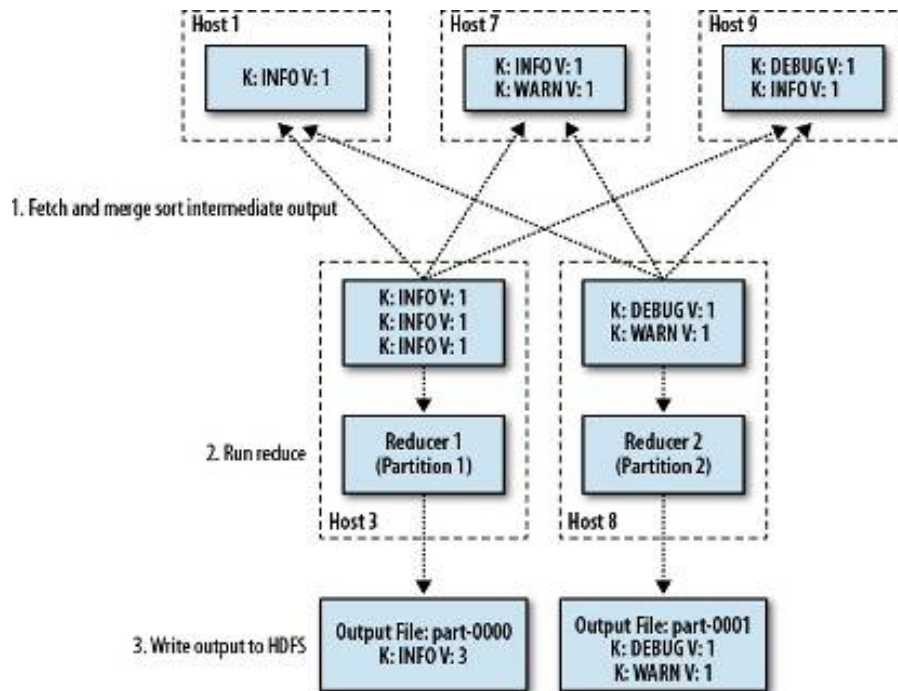 Host 1
K: INFO V: 1
Host 7
K: INFO V: 1
K: WARN V: 1
Host 9
K: DEBUG V: 1
K: INFO V: 1
1. Fetch and merge sort intermediate output
K: INFO V: 1
K: INFO V: 1
K: INFO V: 1
K: DEBUG V: 1
K: WARN V: 1
2. Run reduce
Reducer 1
(Partition 1)
Host 3
Reducer 2
(Partition 2)
Host 8
3. Write output to HDFS
Output File: part-0000
K: INFO V: 3
Output File: part-0001
K: DEBUG V: 1
K: WARN V: 1